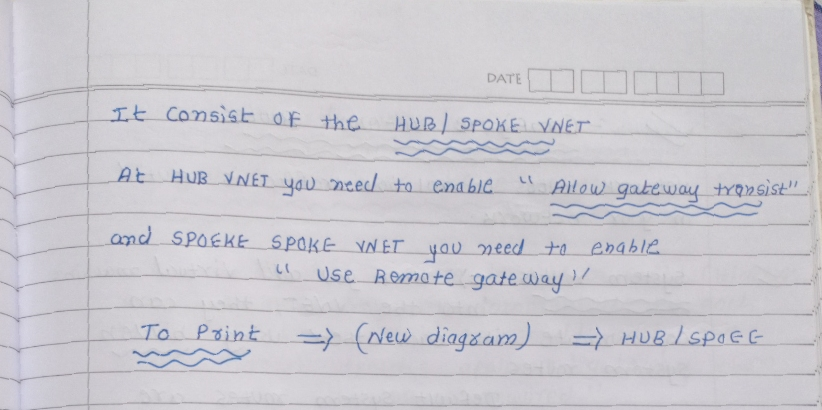 DATE
It Consist OF the HUB/ SPOKE VNET
At HUB VNET you need to enable "Allow gateway transist"
and SPOEKE SPOKE VNET you need to enable
"Use Remote gateway"
To Print => (New diagram) => HUB/SPOEE